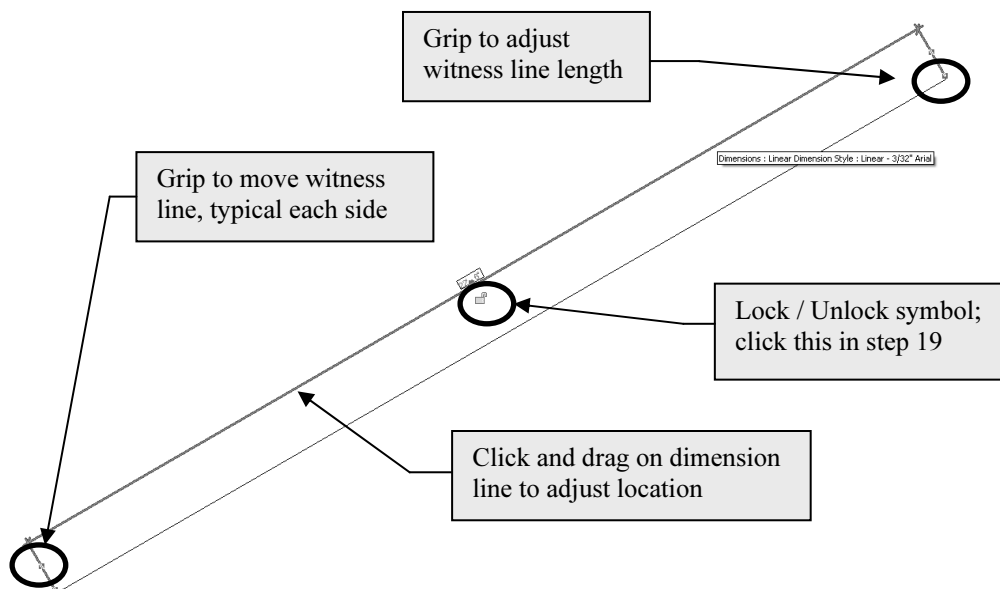 Grip to adjust
witness line length
Dimensions : Linear Dimension Style : Linear - 3/32" Arial
Grip to move witness
line, typical each side
Lock / Unlock symbol;
click this in step 19
Click and drag on dimension
line to adjust location